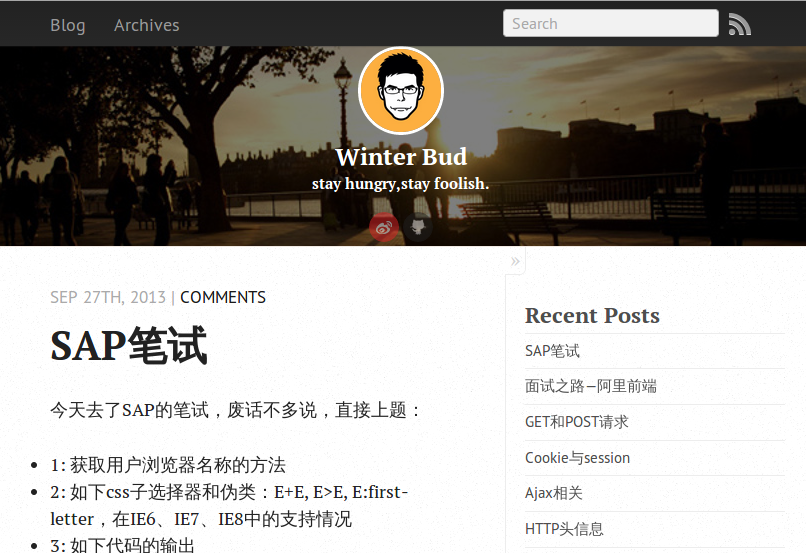 Blog Archives Search
Winter Bud
stay hungry,stay foolish.
»
SEP 27TH, 2013 | COMMENTS
SAP笔试
今天去了SAP的笔试，废话不多说，直接上题：
• 1: 获取用户浏览器名称的方法
• 2: 如下css子选择器和伪类：E+E, E>E, E:first-
letter，在IE6、IE7、IE8中的支持情况
• 3: 如下代码的输出
Recent Posts
SAP笔试
面试之路—阿里前端
GET和POST请求
Cookie与session
Ajax相关
HTTP头信息